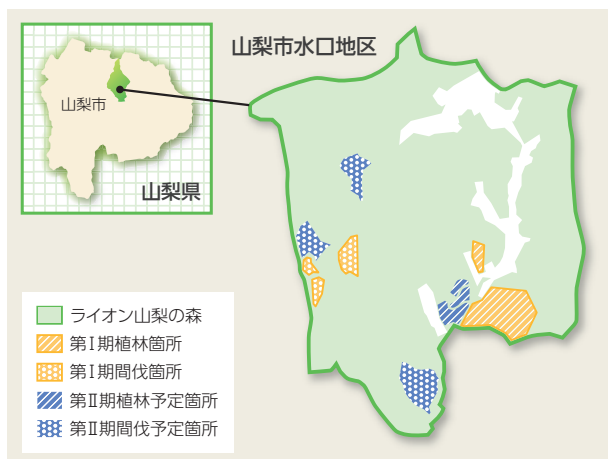 山梨市水口地区
山梨市
山梨県
ライオン山梨の森
第Ⅰ期植林箇所
第Ⅰ期間伐箇所
第Ⅱ期植林予定箇所
第Ⅱ期間伐予定箇所